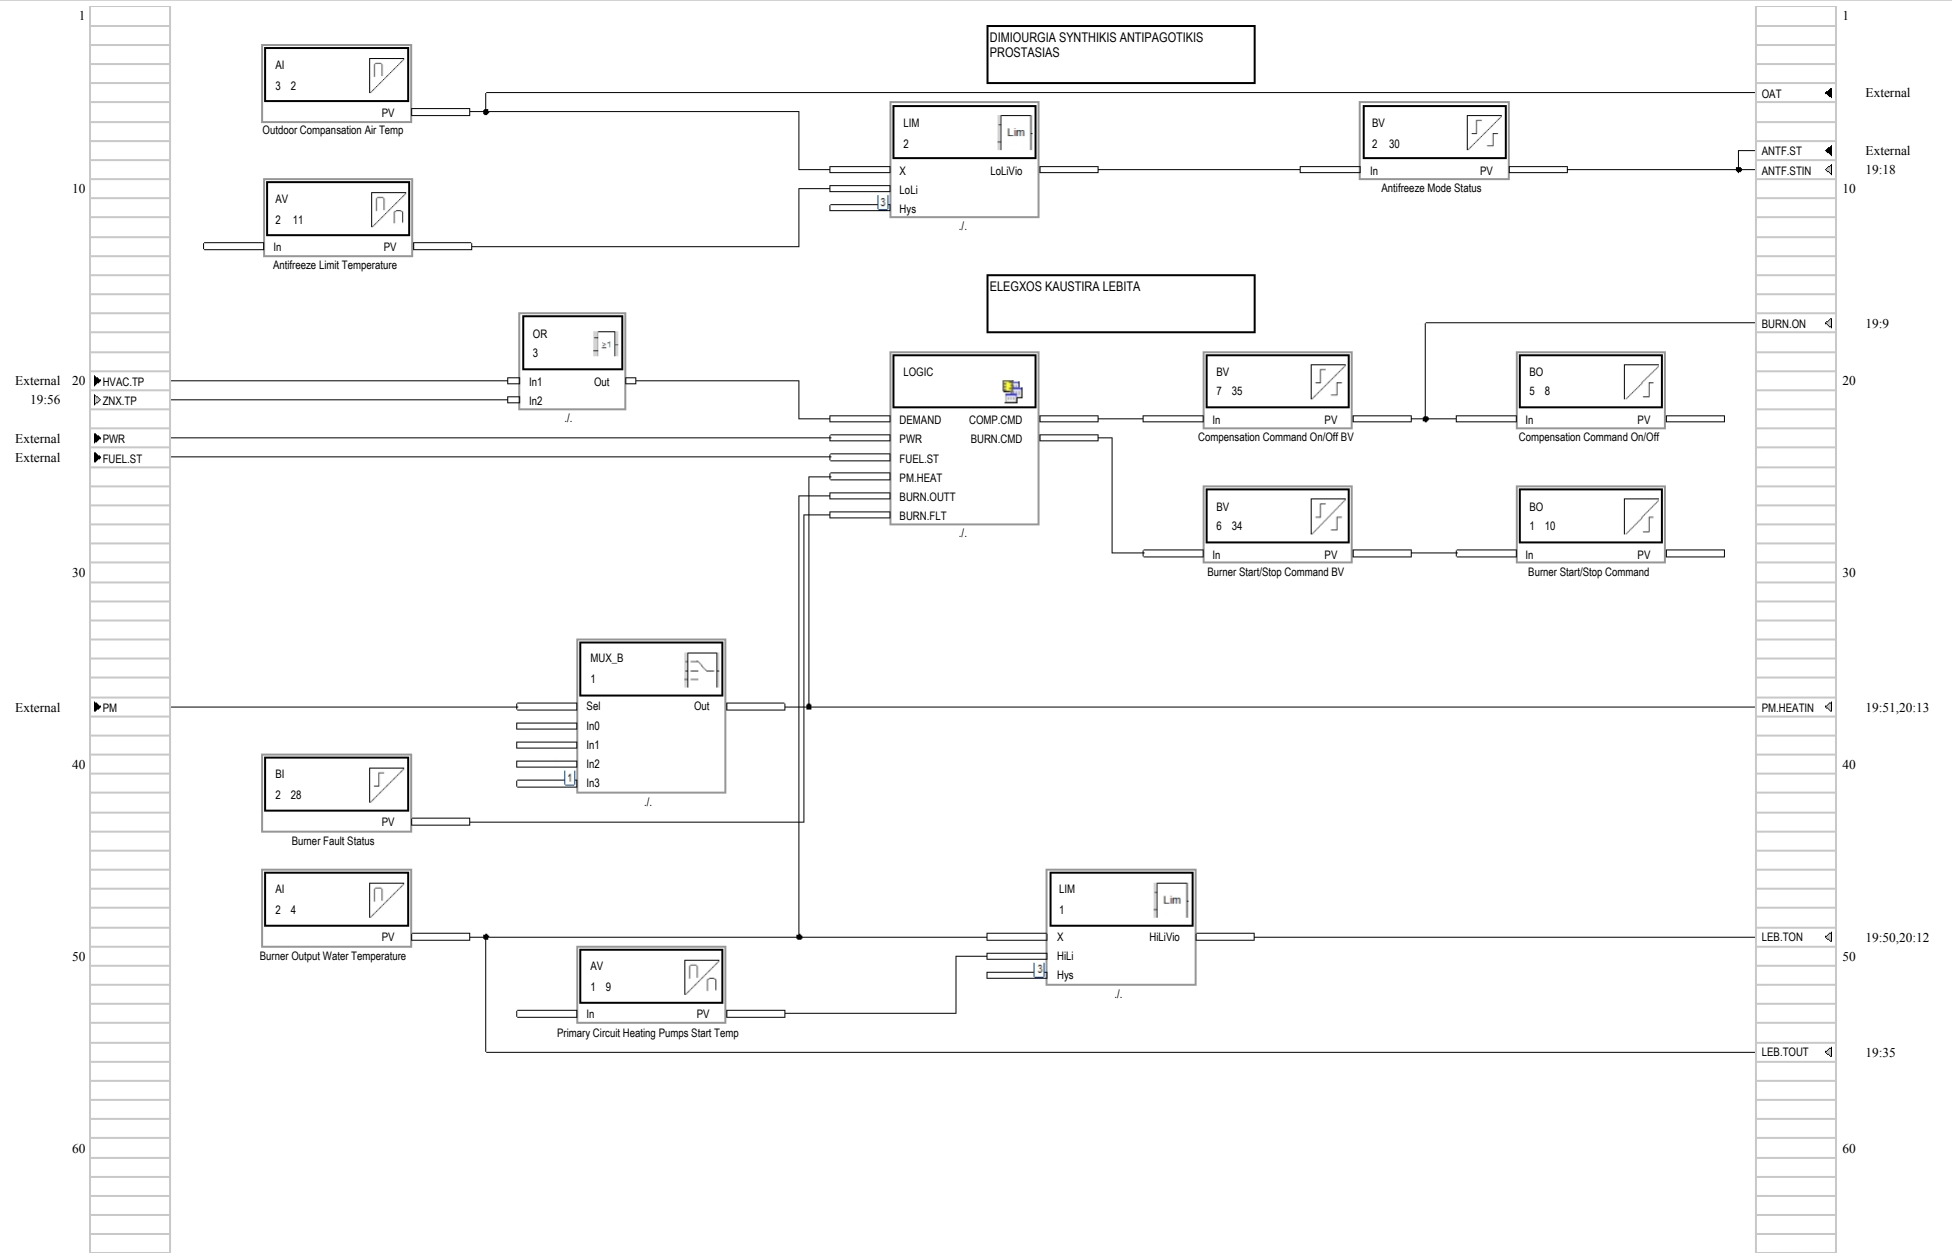 1
1
DIMIOURGIA SYNTHIKIS ANTIPAGOTIKIS
PROSTASIAS
AI
3 2
PV
Outdoor Compansation Air Temp
OAT
External
LIM
2
Lim
X
LoLiVio
LoLi
3
Hys
./.
BV
2 30
In
PV
Antifreeze Mode Status
ANTF.ST
External
ANTF.STIN
19:18
10
10
AV
2 11
In
PV
Antifreeze Limit Temperature
ELEGXOS KAUSTIRA LEBITA
OR
3
≥1
In1
Out
In2
./.
BURN.ON
19:9
External
20
HVAC.TP
19:56
ZNX.TP
External
PWR
External
FUEL.ST
LOGIC
DEMAND
COMP.CMD
PWR
BURN.CMD
FUEL.ST
PM.HEAT
BURN.OUTT
BURN.FLT
./.
BV
7 35
In
PV
Compensation Command On/Off BV
BO
5 8
In
PV
Compensation Command On/Off
20
BV
6 34
In
PV
Burner Start/Stop Command BV
BO
1 10
In
PV
Burner Start/Stop Command
30
30
MUX_B
1
Sel
Out
In0
In1
In2
1
In3
./.
External
PM
PM.HEATIN
19:51,20:13
40
40
BI
2 28
PV
Burner Fault Status
AI
2 4
PV
Burner Output Water Temperature
LIM
1
Lim
X
HiLiVio
HiLi
3
Hys
./.
LEB.TON
19:50,20:12
50
50
AV
1 9
In
PV
Primary Circuit Heating Pumps Start Temp
LEB.TOUT
19:35
60
60